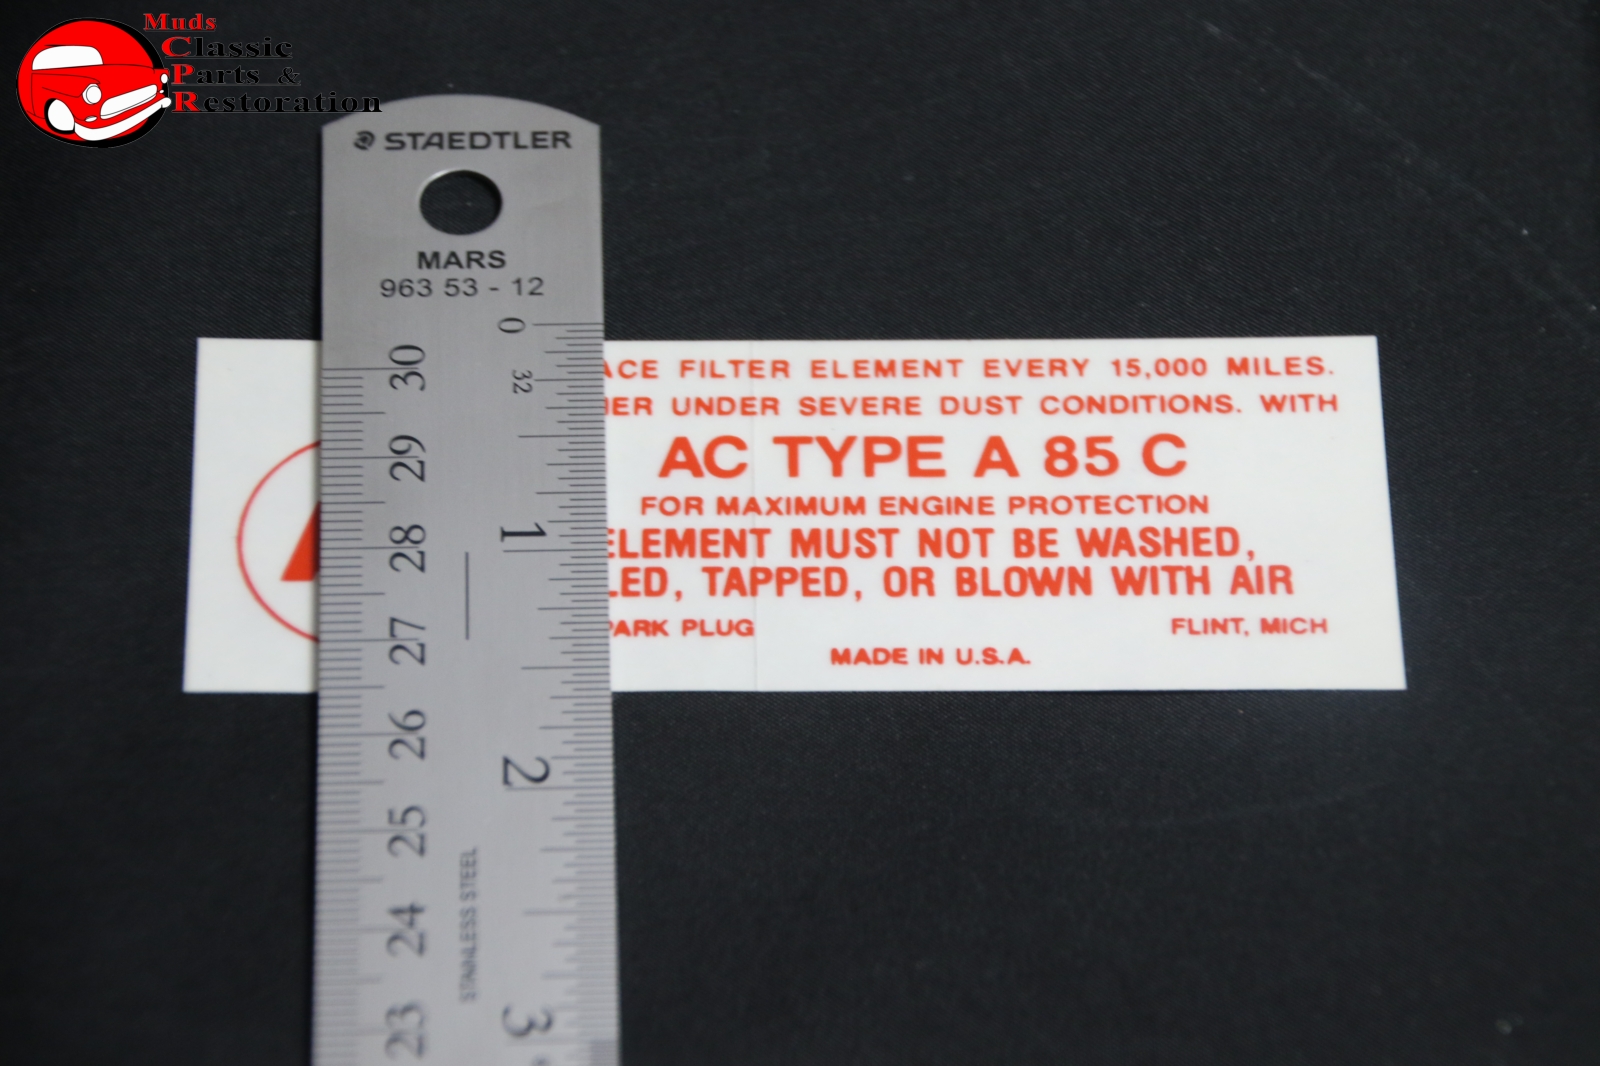 Muds
Classic
Parts &
Restoration
STAEDTLER
MARS
963 53 - 12
0
32
1
2
3
30
29
28
27
26
25
24
23
STAINLESS STEEL
ACE FILTER ELEMENT EVERY 15,000 MILES.
ER UNDER SEVERE DUST CONDITIONS. WITH
AC TYPE A 85 C
FOR MAXIMUM ENGINE PROTECTION
ELEMENT MUST NOT BE WASHED,
LED, TAPPED, OR BLOWN WITH AIR
PARK PLUG
FLINT, MICH
MADE IN U.S.A.